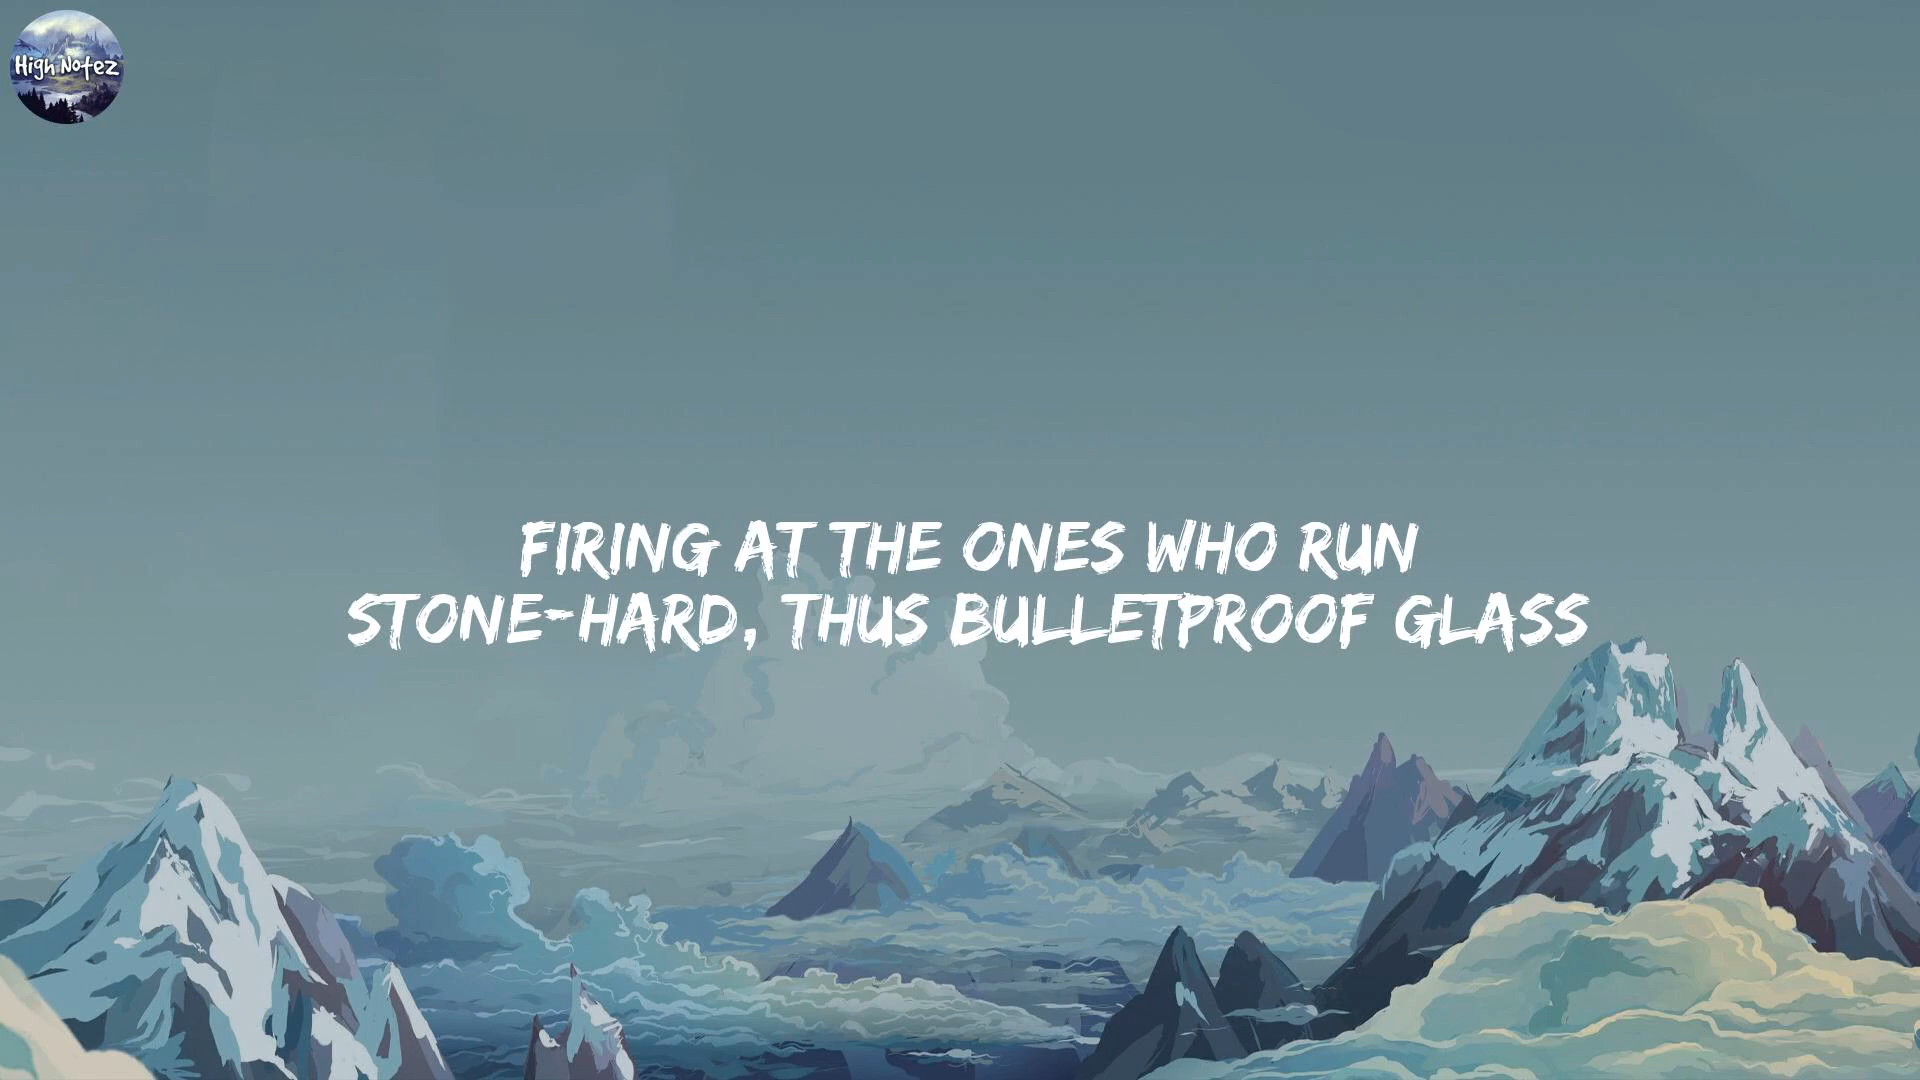 High Notez
FIRING AT THE ONES WHO RUN
STONE-HARD, THUS BULLETPROOF GLASS